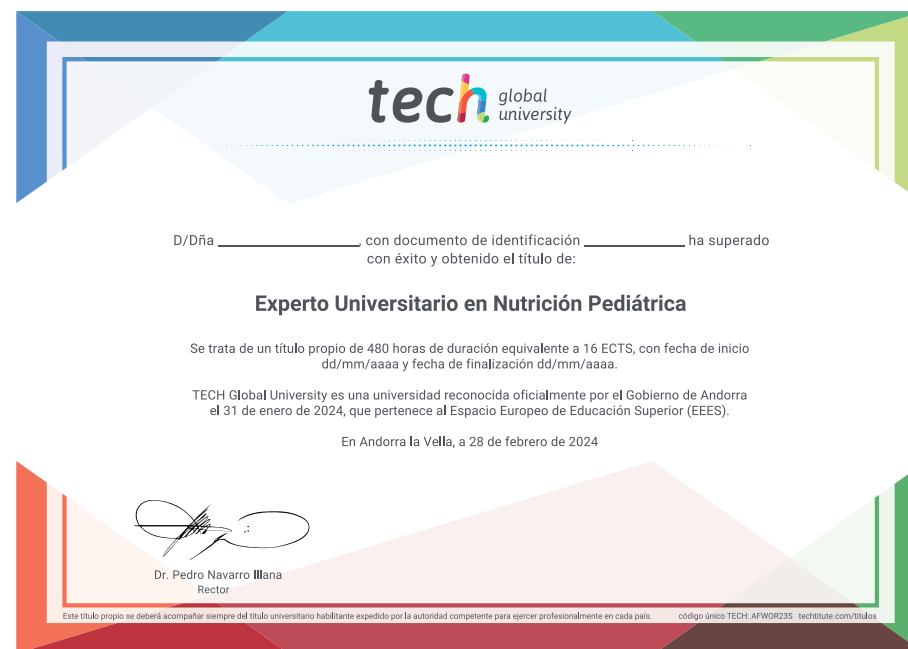 tech global
university
D/Dña ____________________, con documento de identificación ______________ ha superado
con éxito y obtenido el título de:
Experto Universitario en Nutrición Pediátrica
Se trata de un título propio de 480 horas de duración equivalente a 16 ECTS, con fecha de inicio
dd/mm/aaaa y fecha de finalización dd/mm/aaaa.
TECH Global University es una universidad reconocida oficialmente por el Gobierno de Andorra
el 31 de enero de 2024, que pertenece al Espacio Europeo de Educación Superior (EEES).
En Andorra la Vella, a 28 de febrero de 2024
Dr. Pedro Navarro Illana
Rector
Este título propio se deberá acompañar siempre del título universitario habilitante expedido por la autoridad competente para ejercer profesionalmente en cada país. código único TECH: AFWOR23S techtitute.com/titulos